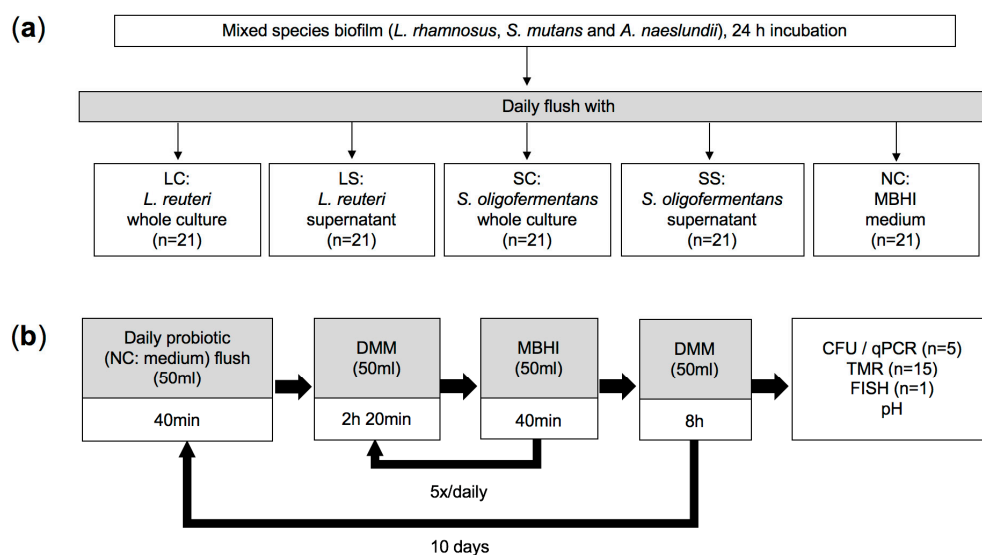 (a)
Mixed species biofilm (L. rhamnosus, S. mutans and A. naeslundii), 24 h incubation
Daily flush with
LC:
L. reuteri
whole culture
(n=21)
LS:
L. reuteri
supernatant
(n=21)
SC:
S. oligofermentans
whole culture
(n=21)
SS:
S. oligofermentans
supernatant
(n=21)
NC:
MBHI
medium
(n=21)
(b)
Daily probiotic
(NC: medium) flush
(50ml)
40min
DMM
(50ml)
2h 20min
MBHI
(50ml)
40min
DMM
(50ml)
8h
CFU / qPCR (n=5)
TMR (n=15)
FISH (n=1)
pH
5x/daily
10 days